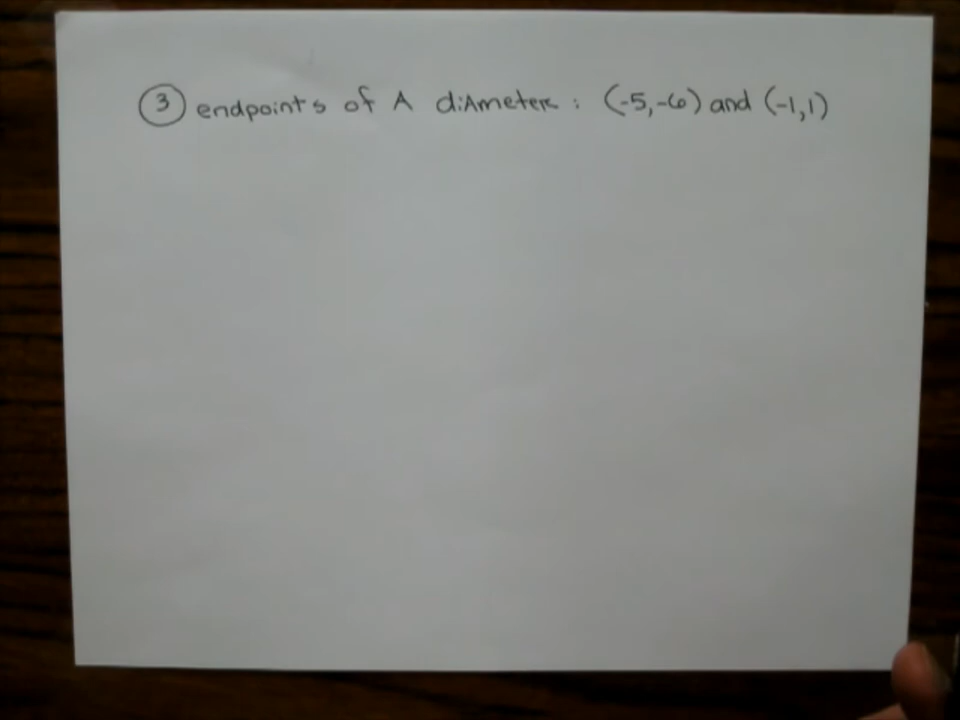 ③ endpoints of A diAmeter: (-5,-6) and (-1,1)